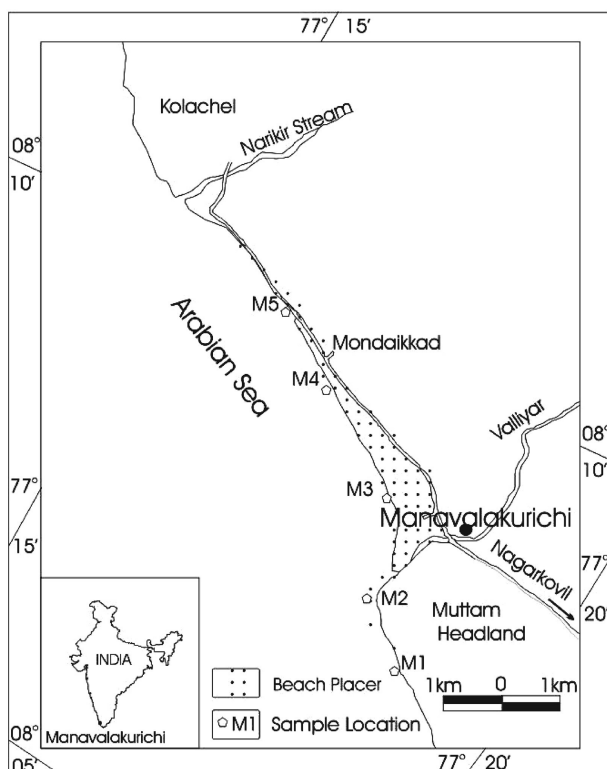 77° 15'
Kolachel
Narikir Stream
08°
10'
M5
Mondaikkad
Arabian Sea
M4
Valliyar
08°
10'
77°
15'
M3
Manavalakurichi
Nagarkovil
77°
20'
M2
Muttam
Headland
INDIA
Manavalakurichi
M1
Beach Placer
M1 Sample Location
1km 0 1km
08°
05'
77° 20'